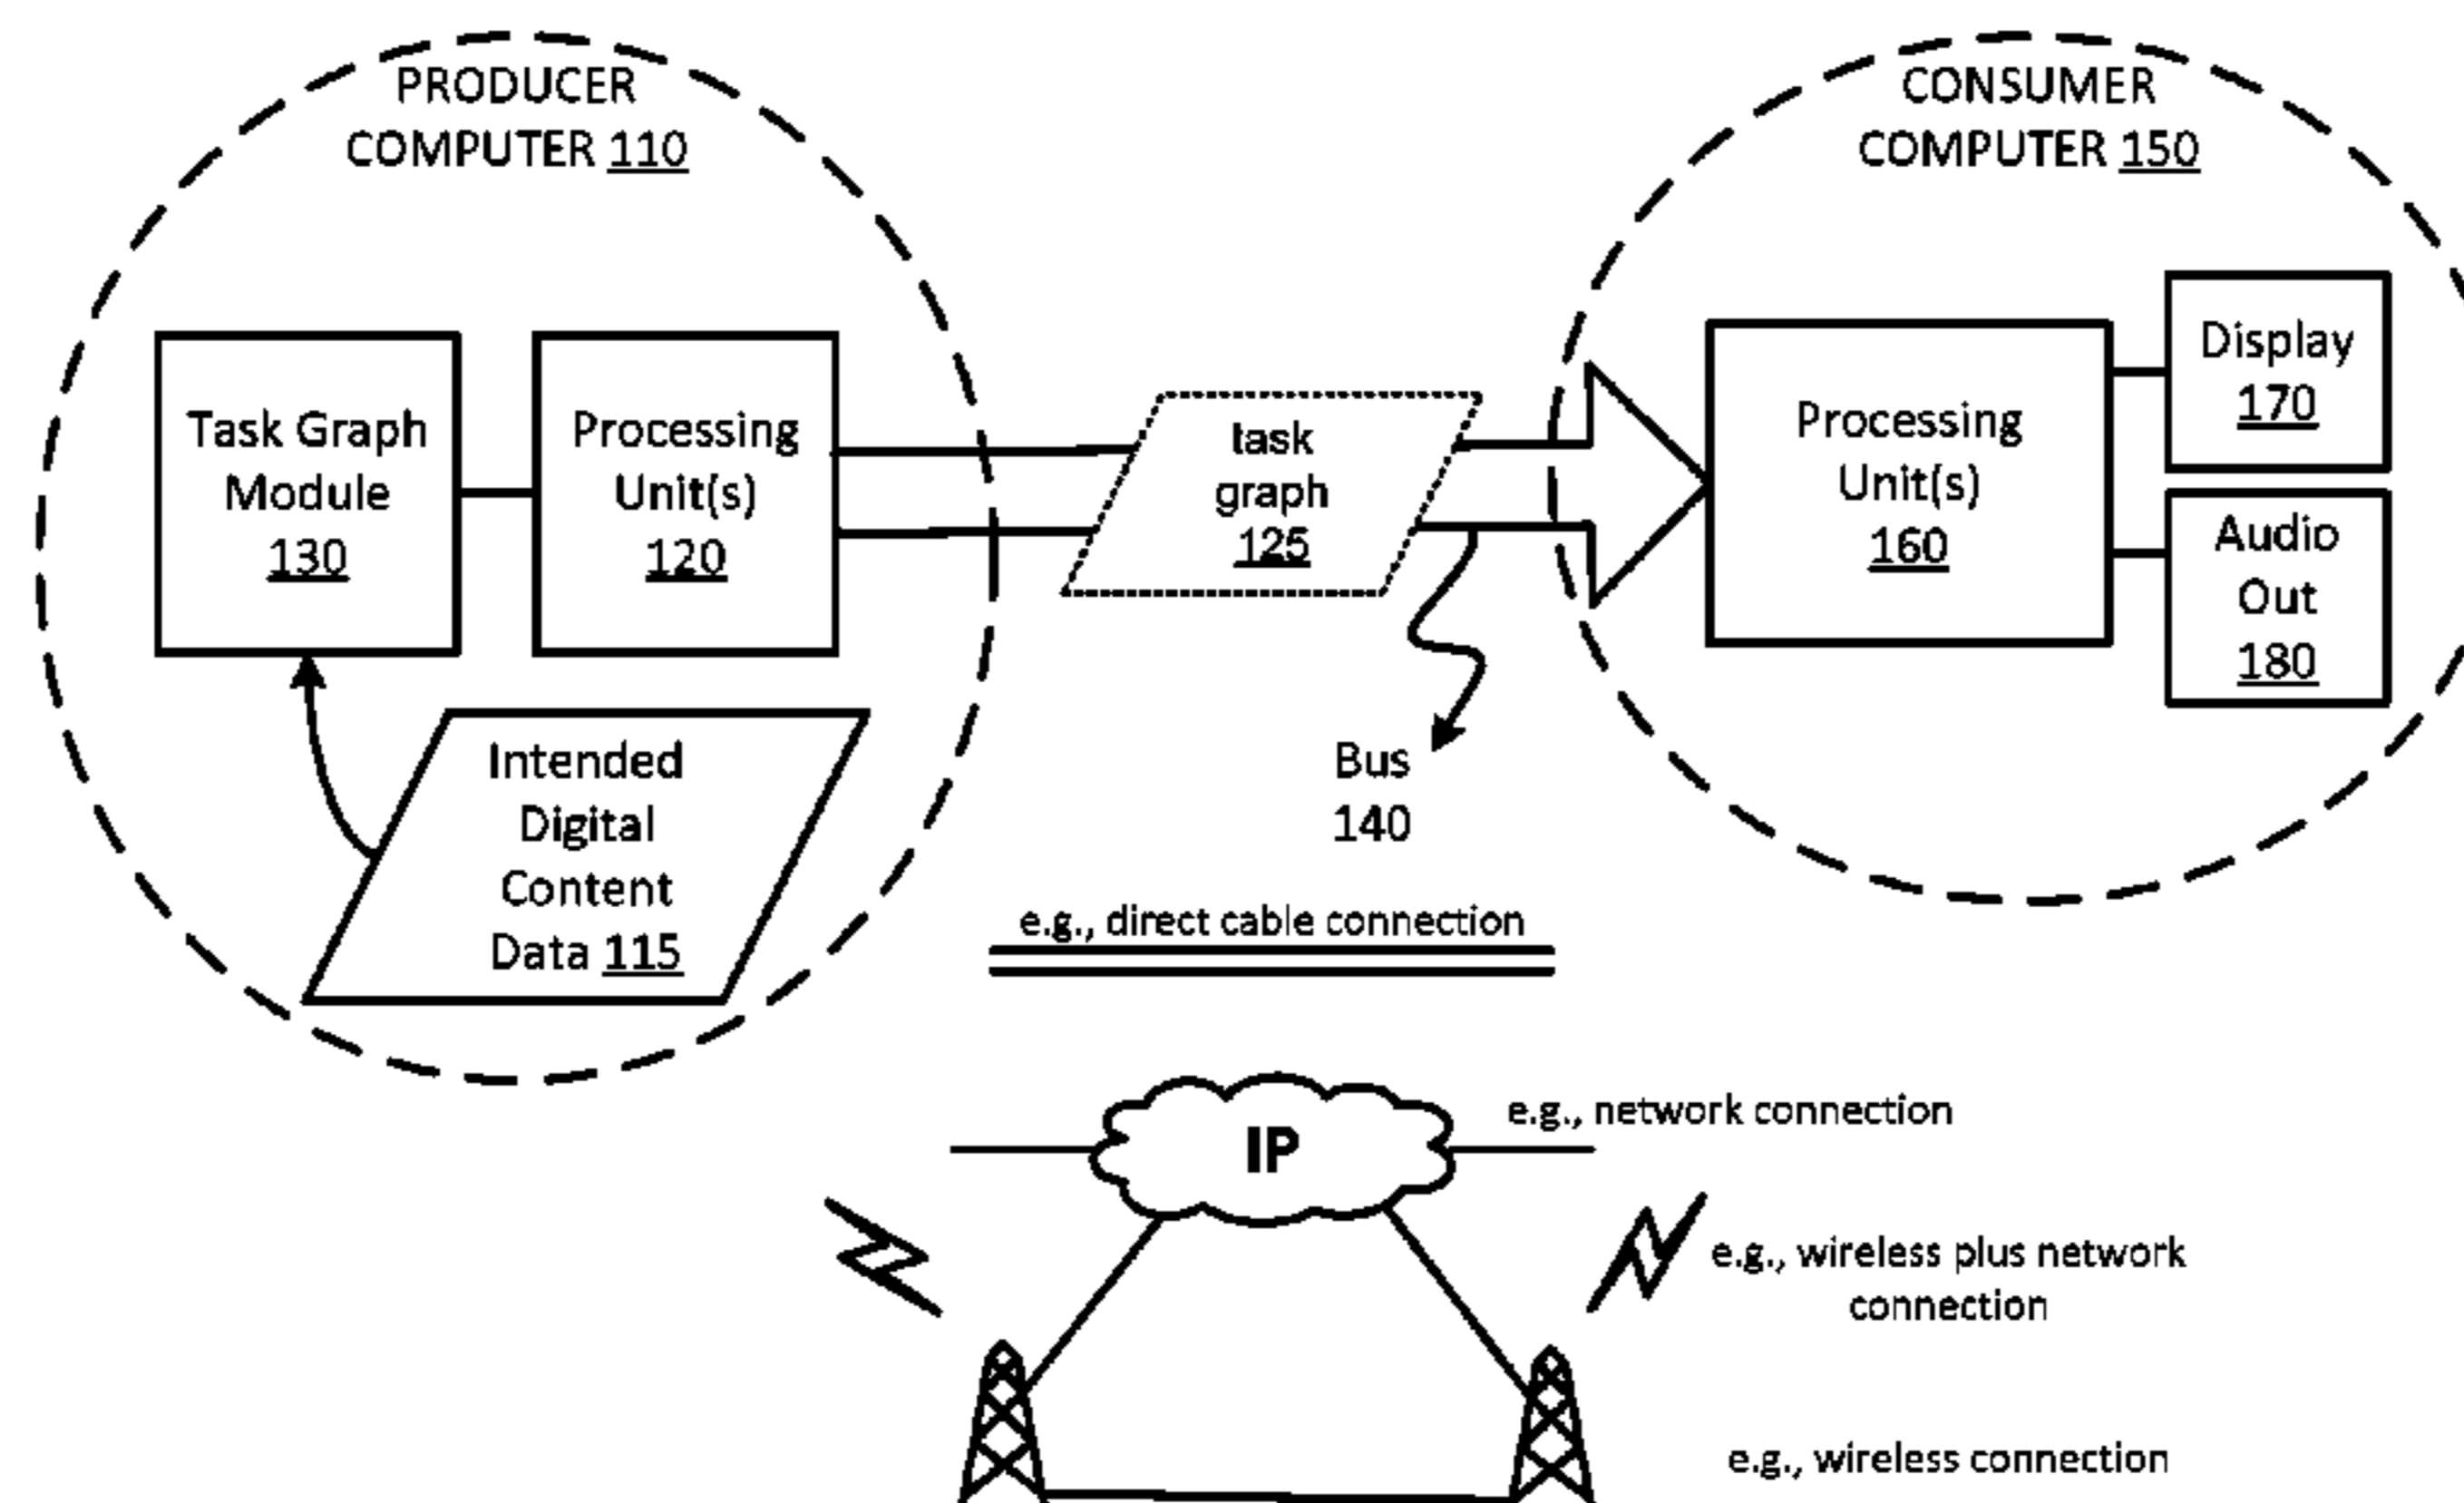 PRODUCER
COMPUTER 110
CONSUMER
COMPUTER 150
Task Graph
Module
130
Processing
Unit(s)
120
task
graph
125
Processing
Unit(s)
160
Display
170
Audio
Out
180
Intended
Digital
Content
Data 115
Bus
140
e.g., direct cable connection
IP
e.g., network connection
e.g., wireless plus network
connection
e.g., wireless connection